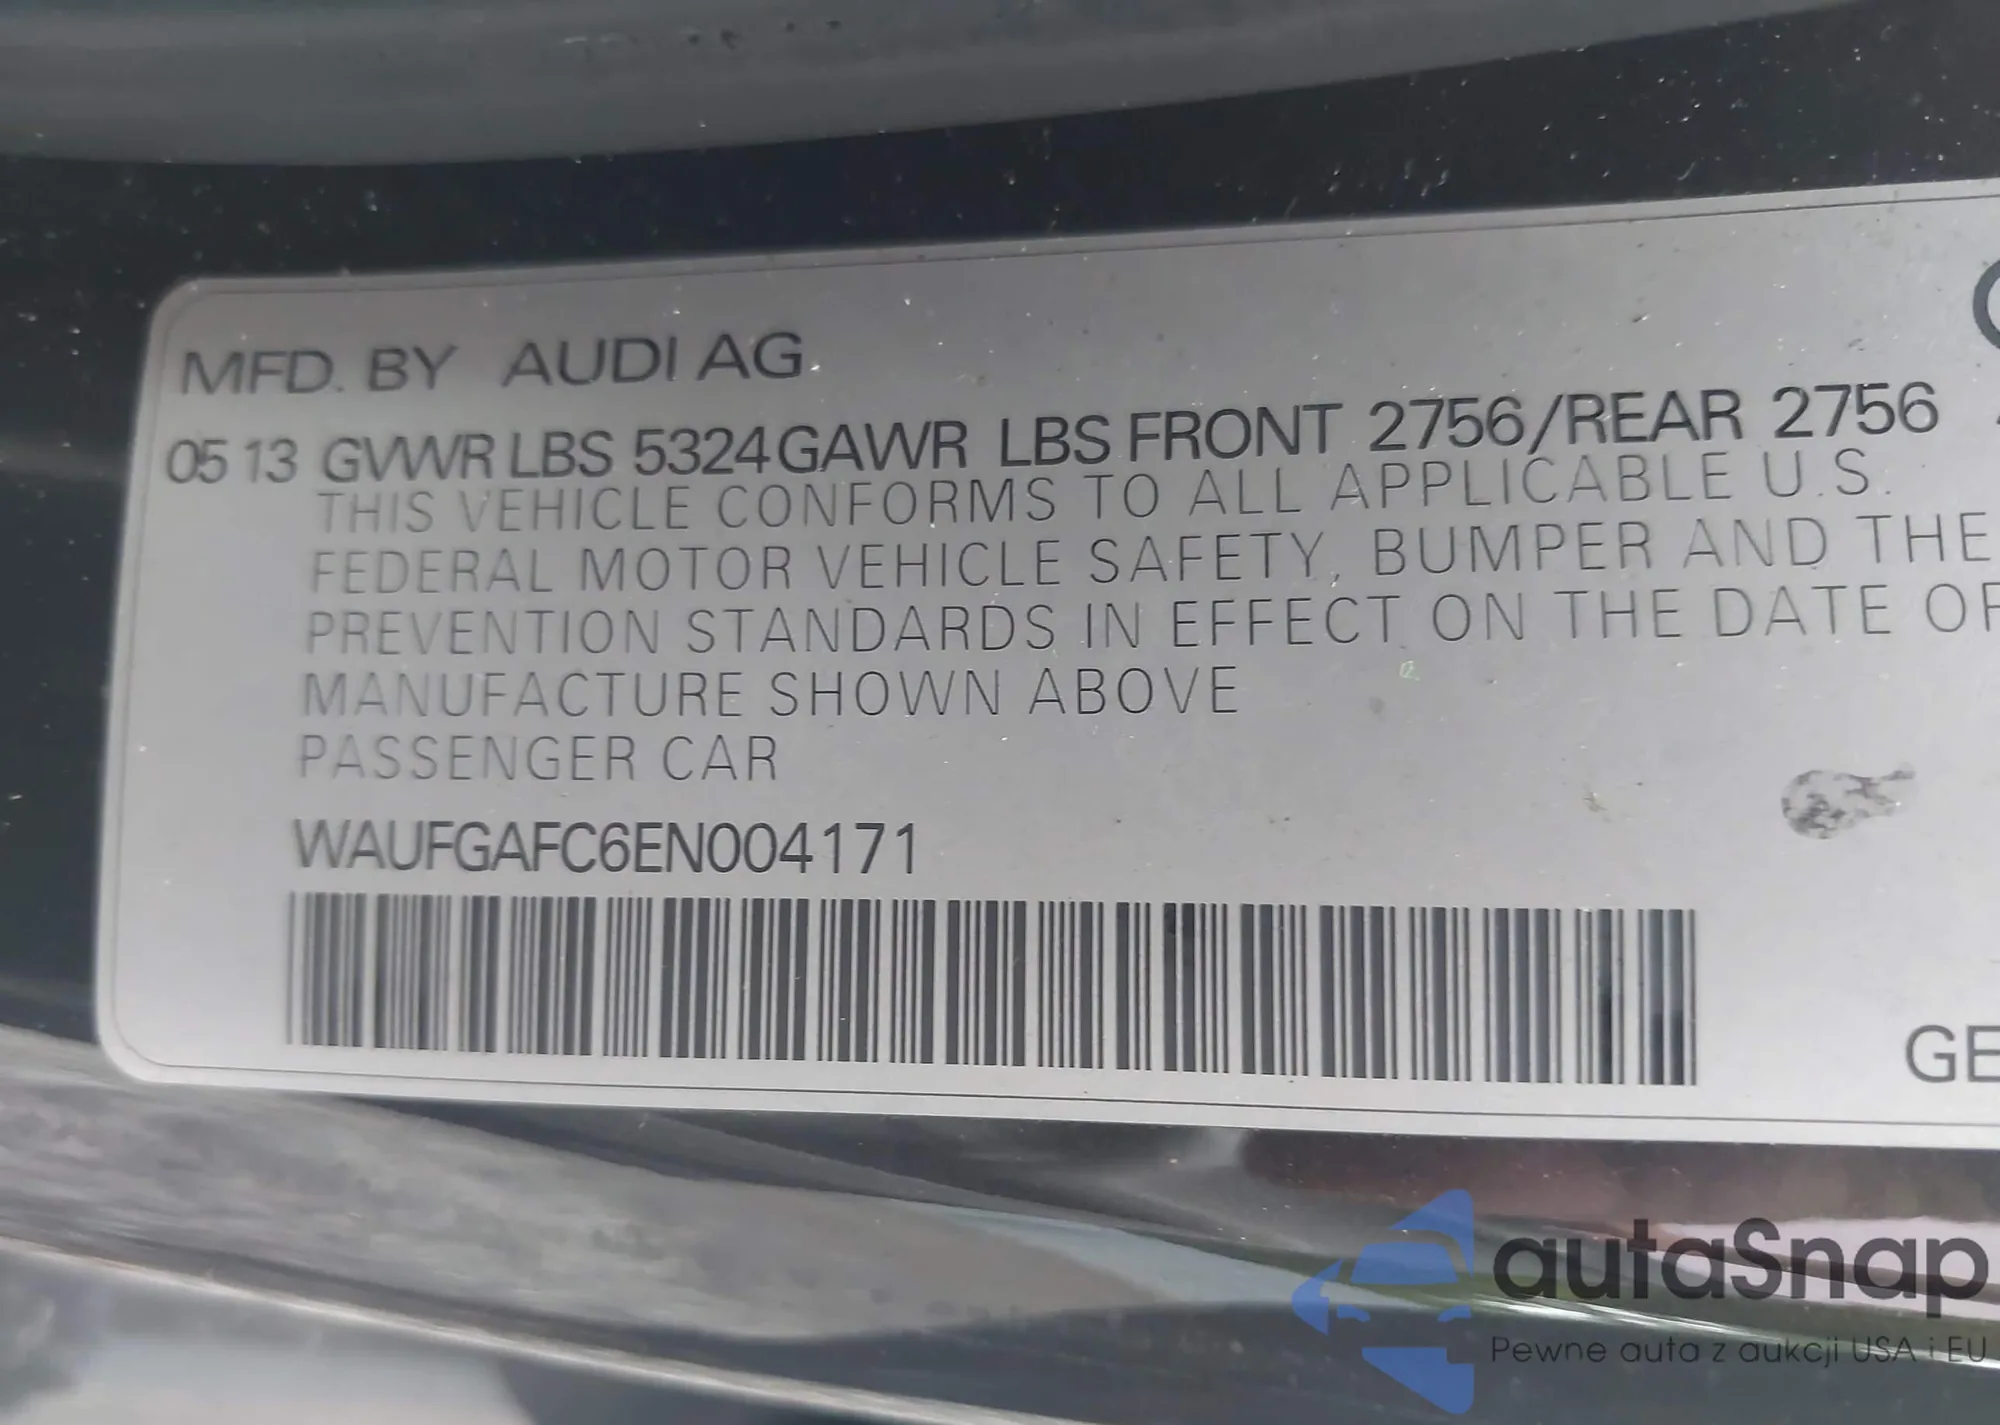 MFD. BY AUDI AG
05 13 GVWR LBS 5324 GAWR LBS FRONT 2756/REAR 2756
THIS VEHICLE CONFORMS TO ALL APPLICABLE U.S.
FEDERAL MOTOR VEHICLE SAFETY, BUMPER AND THE
PREVENTION STANDARDS IN EFFECT ON THE DATE OF
MANUFACTURE SHOWN ABOVE
PASSENGER CAR
WAUFGAFC6EN004171
GE
autaSnap
Pewne auta z aukcji USA i EU